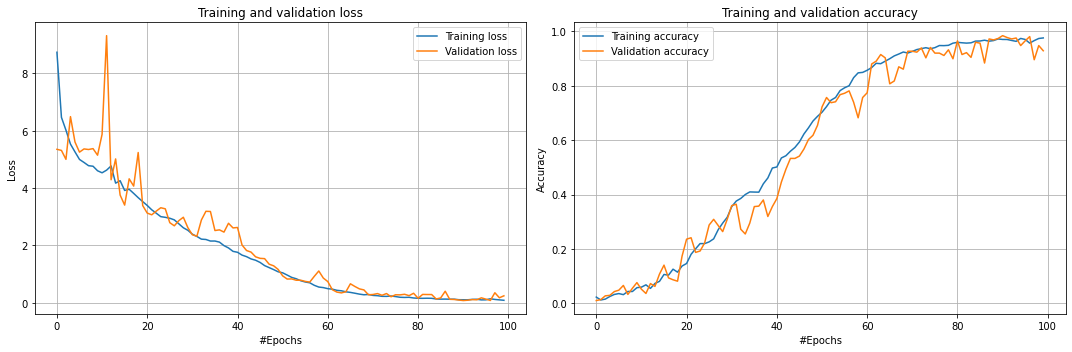 Training and validation loss
Training loss
Validation loss
8
6
4
2
0
Loss
0
20
40
60
80
100
#Epochs
Training and validation accuracy
Training accuracy
Validation accuracy
1.0
0.8
0.6
0.4
0.2
0.0
Accuracy
0
20
40
60
80
100
#Epochs